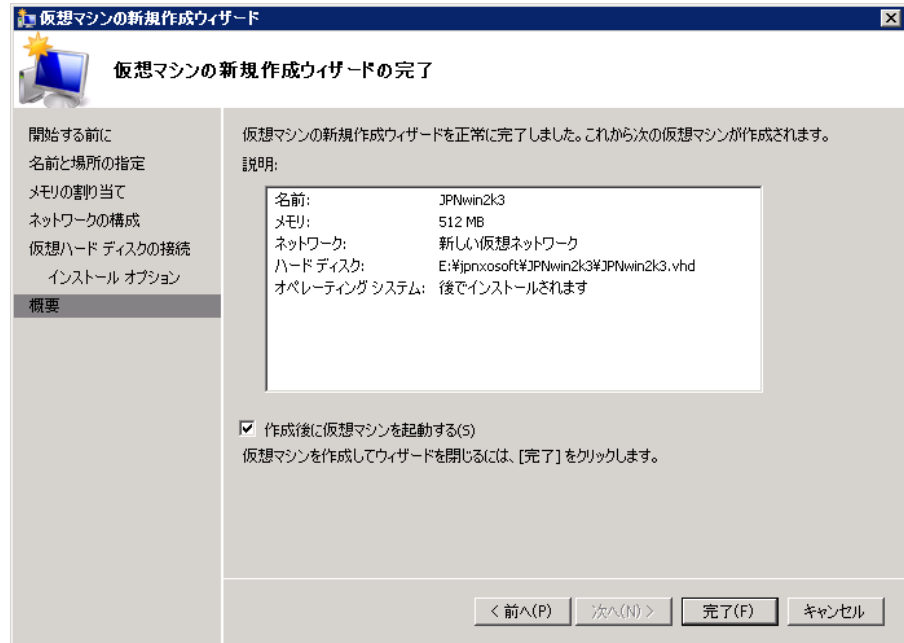 仮想マシンの新規作成ウィザード
仮想マシンの新規作成ウィザードの完了
開始する前に
名前と場所の指定
メモリの割り当て
ネットワークの構成
仮想ハード ディスクの接続
インストール オプション
概要
仮想マシンの新規作成ウィザードを正常に完了しました。これから次の仮想マシンが作成されます。
説明:
名前: JPNwin2k3
メモリ: 512 MB
ネットワーク: 新しい仮想ネットワーク
ハード ディスク: E:¥jpnxosoft¥JPNwin2k3¥JPNwin2k3.vhd
オペレーティング システム: 後でインストールされます
作成後に仮想マシンを起動する(S)
仮想マシンを作成してウィザードを閉じるには、[完了] をクリックします。
< 前へ(P) 次へ(N) > 完了(F) キャンセル